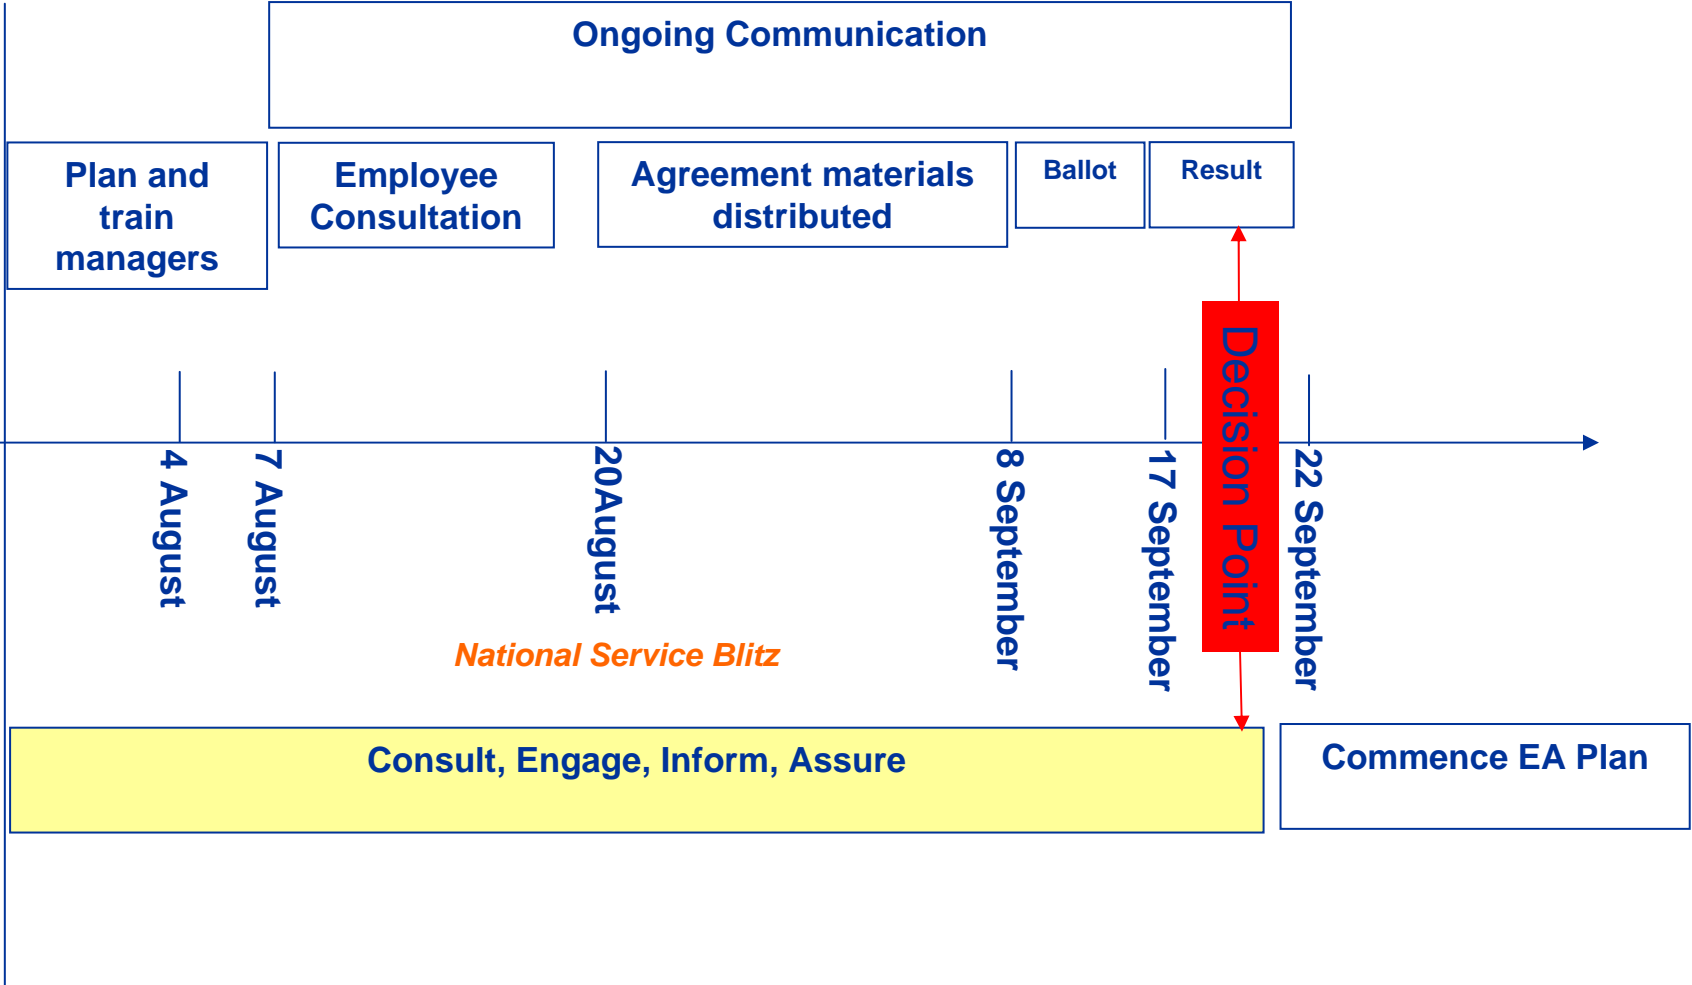 Ongoing Communication
Plan and
train
managers
Employee
Consultation
Agreement materials
distributed
Ballot
Result
Decision Point
4 August
7 August
20August
8 September
17 September
22 September
National Service Blitz
Consult, Engage, Inform, Assure
Commence EA Plan